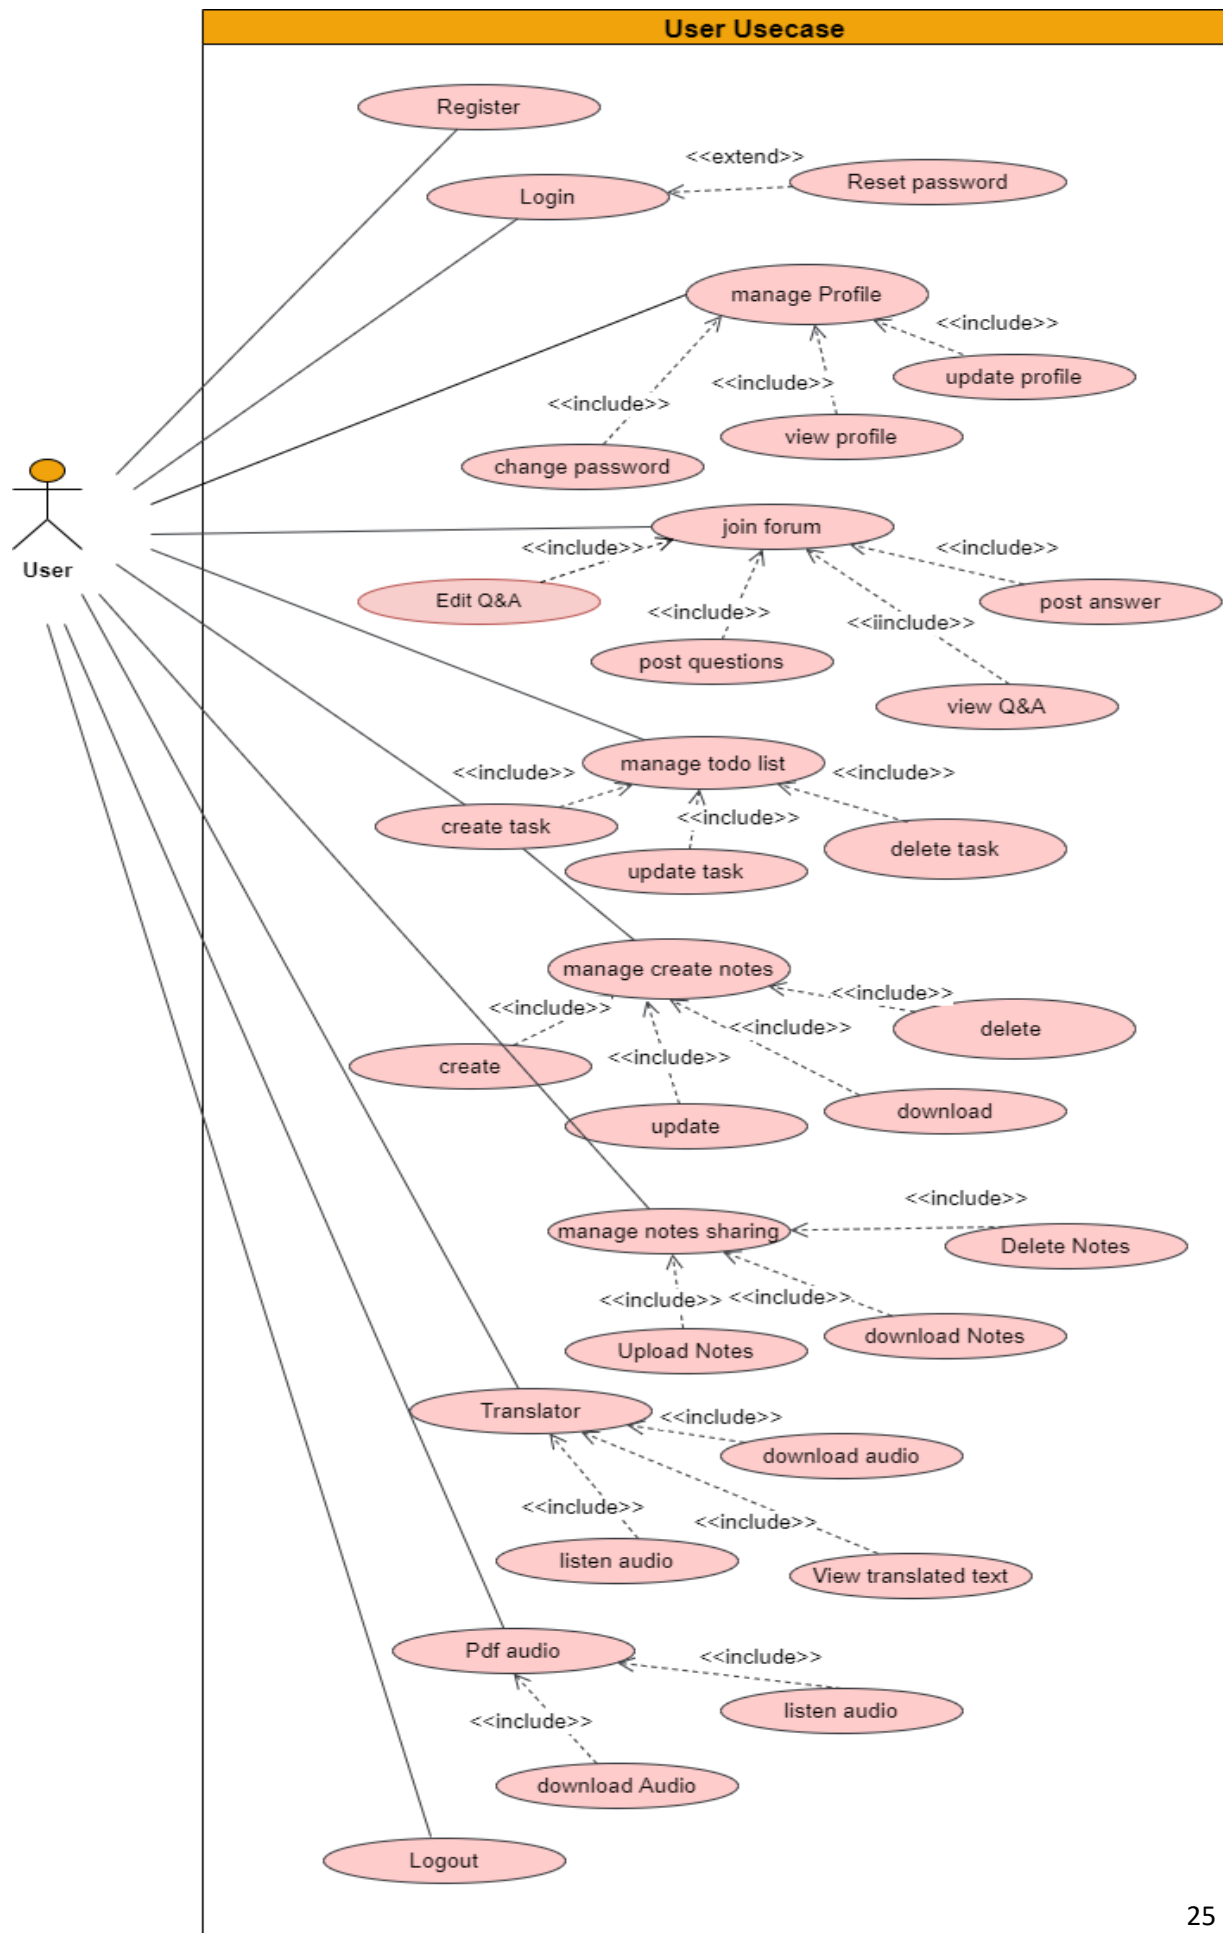 User Usecase
Register
<<extend>>
Reset password
Login
manage Profile
<<include>>
update profile
<<include>>
<<include>>
view profile
change password
User
join forum
<<include>>
<<include>>
Edit Q&A
post answer
<<include>>
<<iinclude>>
post questions
view Q&A
manage todo list
<<include>>
<<include>>
<<include>>
create task
delete task
update task
manage create notes
<<include>>
<<include>>
<<include>>
delete
<<include>>
create
download
update
<<include>>
manage notes sharing
Delete Notes
<<include>>
<<include>>
download Notes
Upload Notes
Translator
<<include>>
download audio
<<include>>
<<include>>
listen audio
View translated text
Pdf audio
<<include>>
listen audio
<<include>>
download Audio
Logout
25